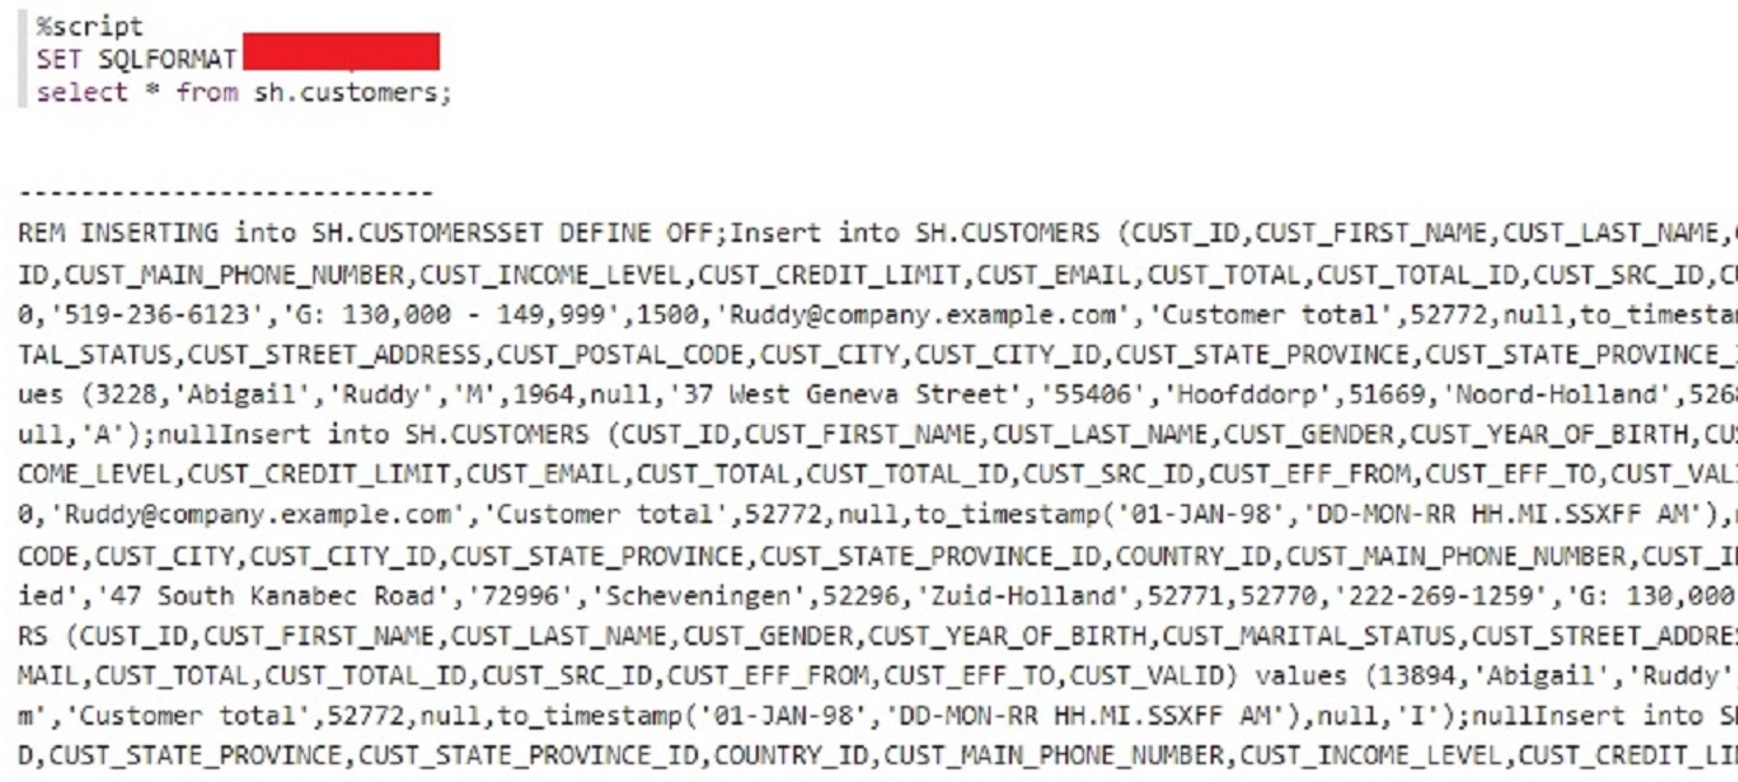 %script
SET SQLFORMAT
select * from sh.customers;
---------------------------
REM INSERTING into SH.CUSTOMERSSET DEFINE OFF;Insert into SH.CUSTOMERS (CUST_ID,CUST_FIRST_NAME,CUST_LAST_NAME,
ID,CUST_MAIN_PHONE_NUMBER,CUST_INCOME_LEVEL,CUST_CREDIT_LIMIT,CUST_EMAIL,CUST_TOTAL,CUST_TOTAL_ID,CUST_SRC_ID,CU
0,'519-236-6123','G: 130,000 - 149,999',1500,'Ruddy@company.example.com','Customer total',52772,null,to_timestam
TAL_STATUS,CUST_STREET_ADDRESS,CUST_POSTAL_CODE,CUST_CITY,CUST_CITY_ID,CUST_STATE_PROVINCE,CUST_STATE_PROVINCE_I
ues (3228,'Abigail','Ruddy','M',1964,null,'37 West Geneva Street','55406','Hoofddorp',51669,'Noord-Holland',526
ull,'A');nullInsert into SH.CUSTOMERS (CUST_ID,CUST_FIRST_NAME,CUST_LAST_NAME,CUST_GENDER,CUST_YEAR_OF_BIRTH,CUS
COME_LEVEL,CUST_CREDIT_LIMIT,CUST_EMAIL,CUST_TOTAL,CUST_TOTAL_ID,CUST_SRC_ID,CUST_EFF_FROM,CUST_EFF_TO,CUST_VALI
0,'Ruddy@company.example.com','Customer total',52772,null,to_timestamp('01-JAN-98','DD-MON-RR HH.MI.SSXFF AM'),
CODE,CUST_CITY,CUST_CITY_ID,CUST_STATE_PROVINCE,CUST_STATE_PROVINCE_ID,COUNTRY_ID,CUST_MAIN_PHONE_NUMBER,CUST_IN
ied','47 South Kanabec Road','72996','Scheveningen',52296,'Zuid-Holland',52771,52770,'222-269-1259','G: 130,000
RS (CUST_ID,CUST_FIRST_NAME,CUST_LAST_NAME,CUST_GENDER,CUST_YEAR_OF_BIRTH,CUST_MARITAL_STATUS,CUST_STREET_ADDRES
MAIL,CUST_TOTAL,CUST_TOTAL_ID,CUST_SRC_ID,CUST_EFF_FROM,CUST_EFF_TO,CUST_VALID) values (13894,'Abigail','Ruddy'
m','Customer total',52772,null,to_timestamp('01-JAN-98','DD-MON-RR HH.MI.SSXFF AM'),null,'I');nullInsert into SH
D,CUST_STATE_PROVINCE,CUST_STATE_PROVINCE_ID,COUNTRY_ID,CUST_MAIN_PHONE_NUMBER,CUST_INCOME_LEVEL,CUST_CREDIT_LIM